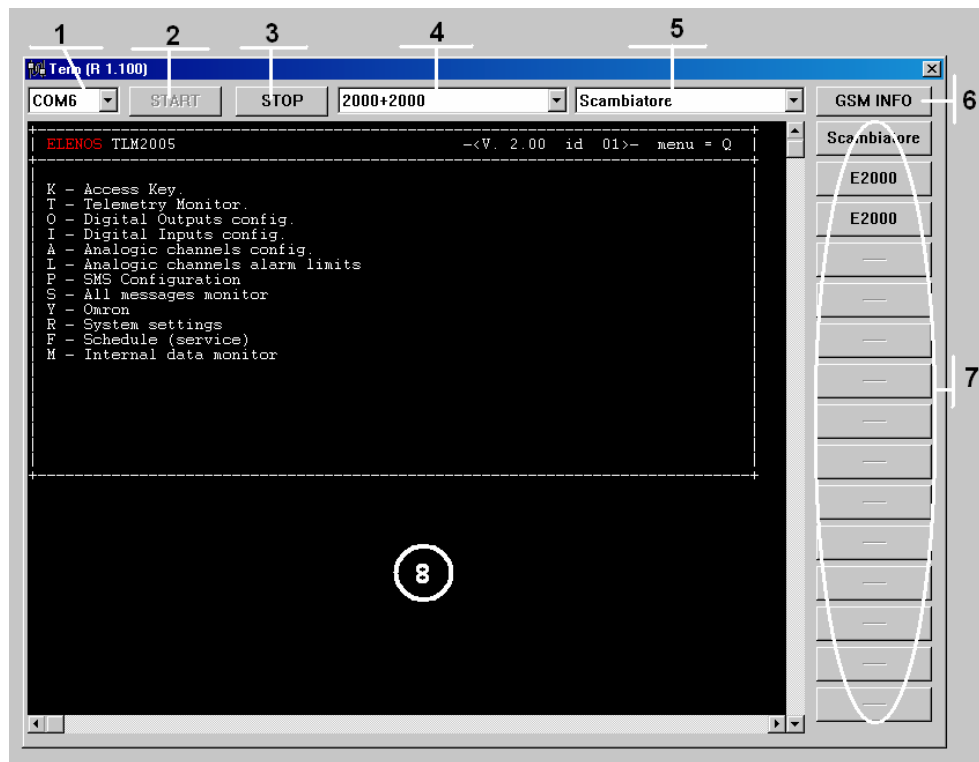 1 2 3 4 5
Term (R 1.100)
COM6 START STOP 2000+2000 Scambiatore GSM INFO 6
ELENOS TLM2005 -<V. 2.00 id 01>- menu = Q
Scambiatore
K - Access Key.
E2000
T - Telemetry Monitor.
O - Digital Outputs config.
E2000
I - Digital Inputs config.
A - Analogic channels config.
L - Analogic channels alarm limits
P - SMS Configuration
S - All messages monitor
Y - Omron
R - System settings
F - Schedule (service)
M - Internal data monitor
7
8